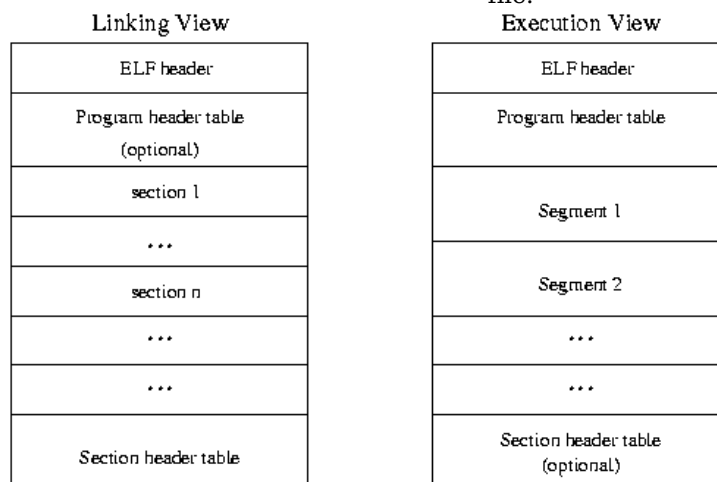 Linking View
ELF header
Program header table
(optional)
section 1
...
section n
...
...
Section header table
Execution View
ELF header
Program header table
Segment 1
Segment 2
...
...
Section header table
(optional)